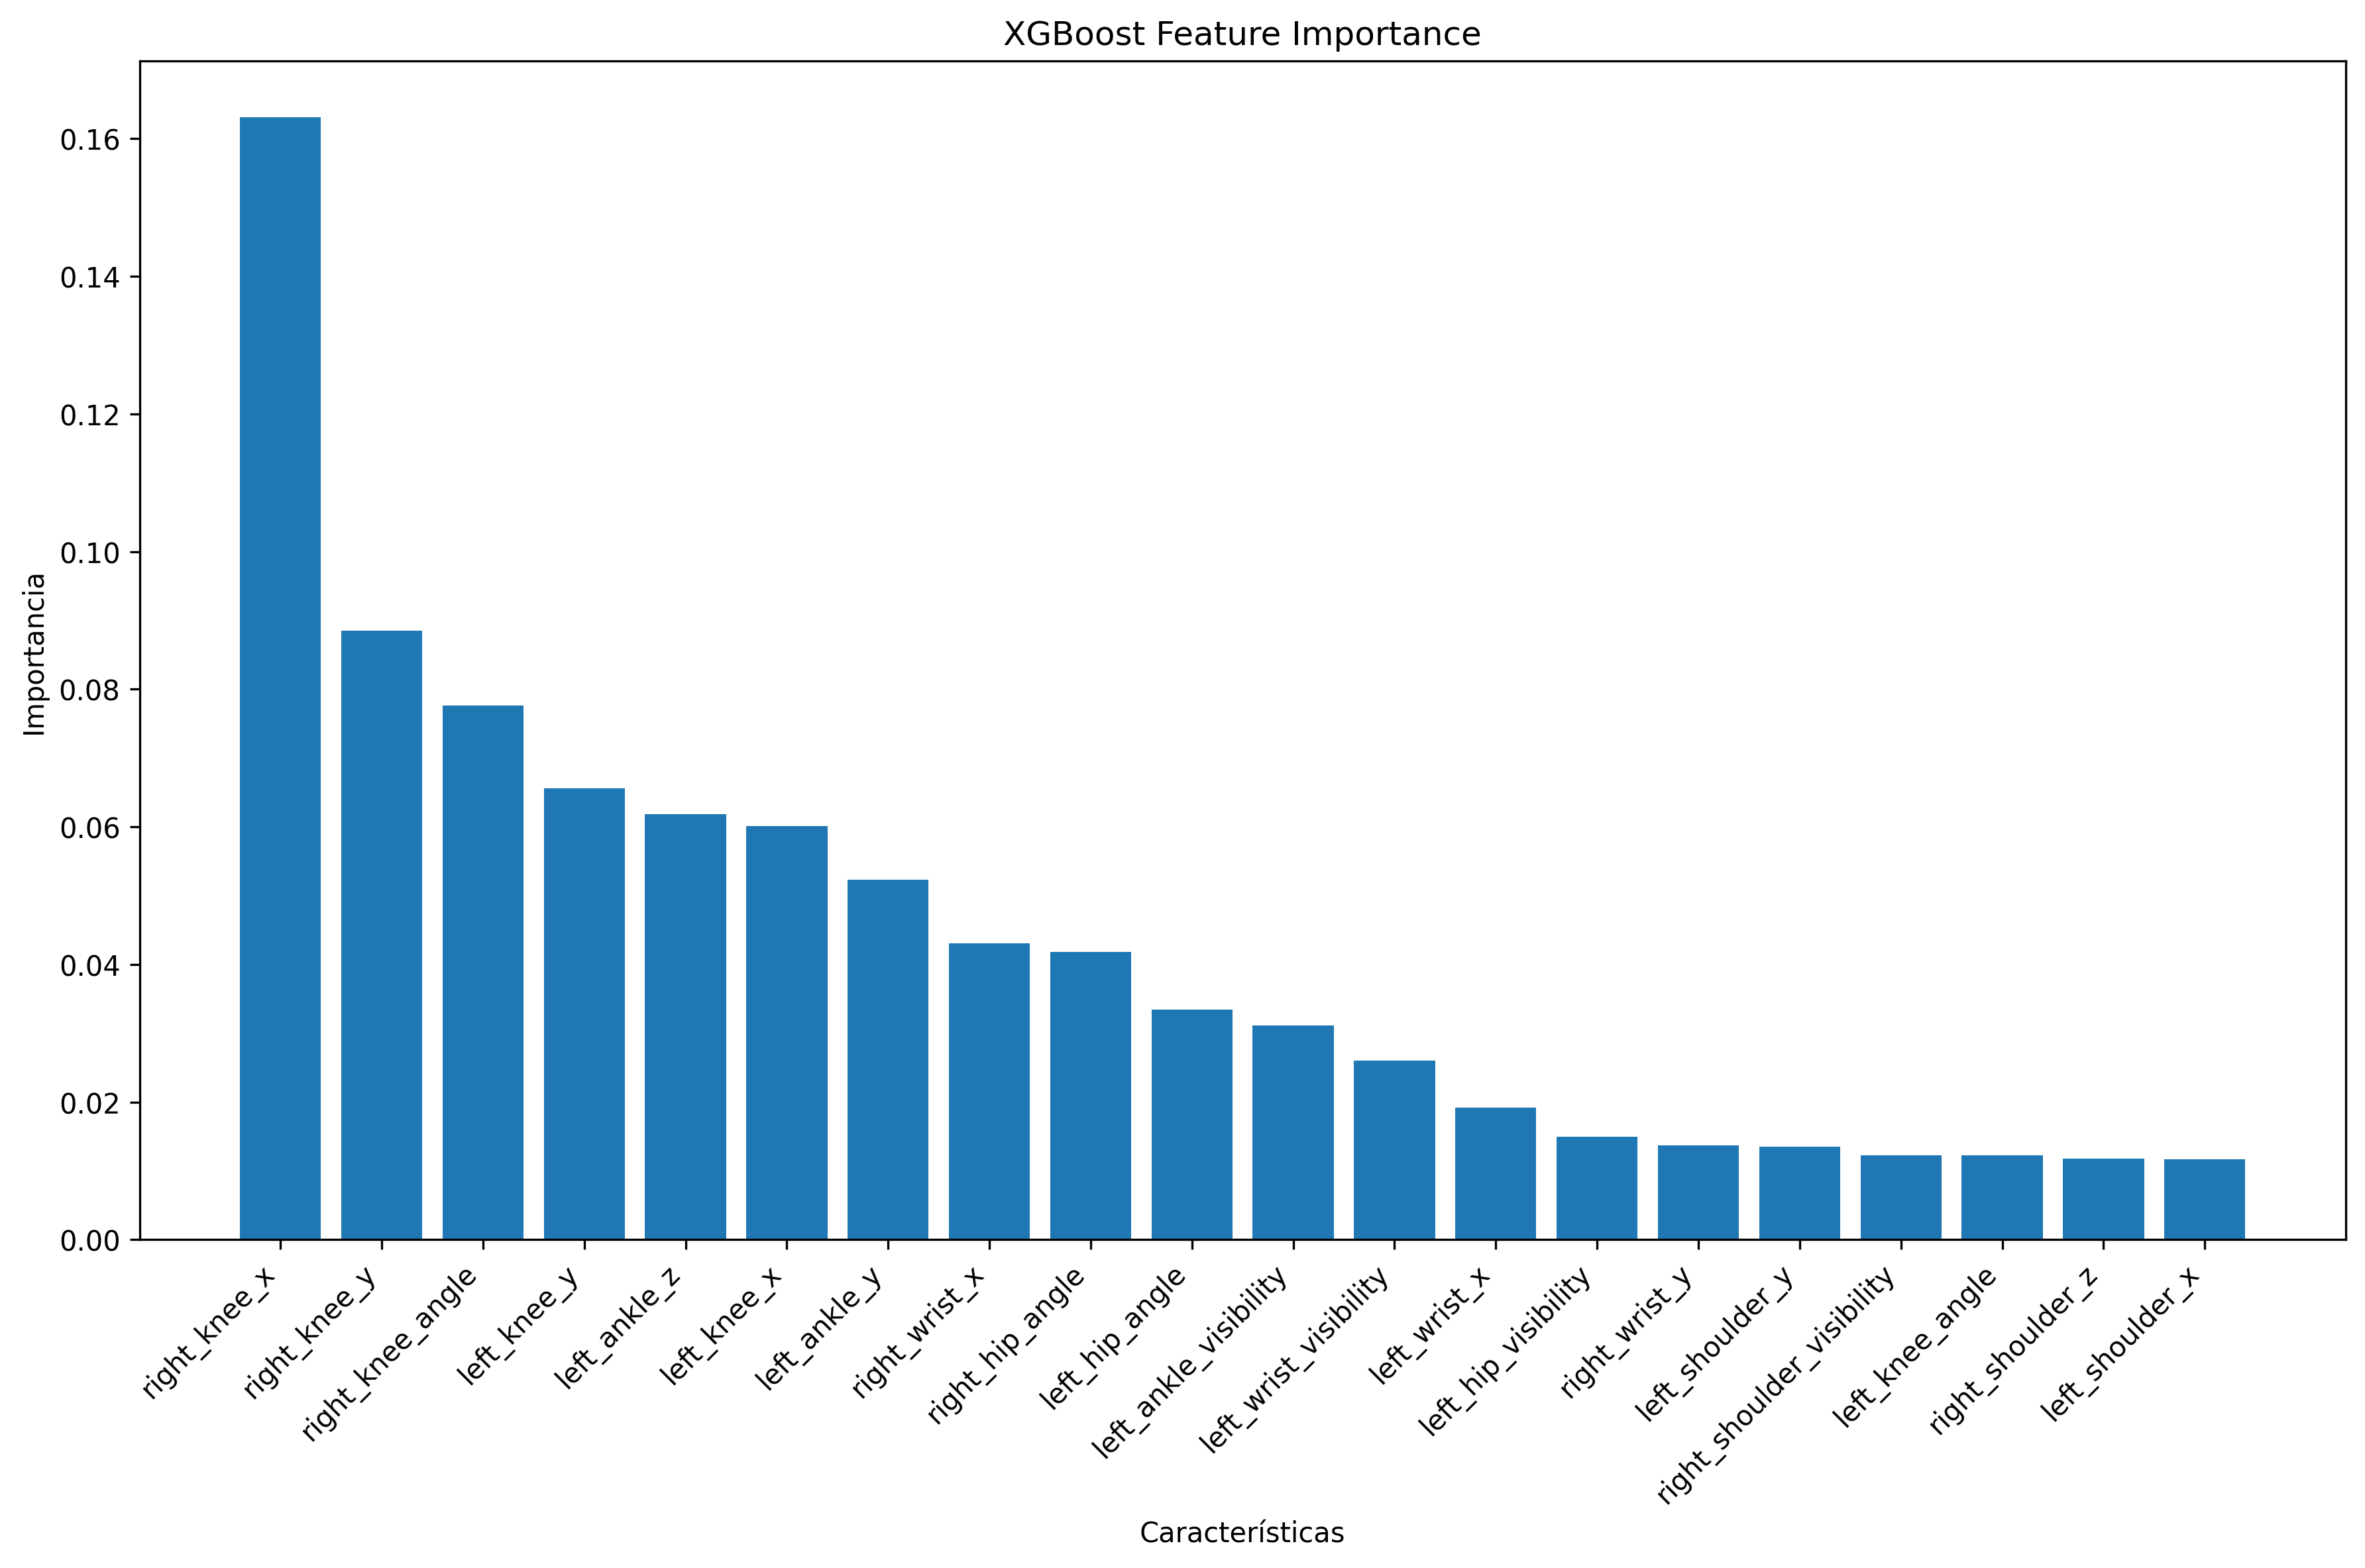 XGBoost Feature Importance
Importancia
0.16
0.14
0.12
0.10
0.08
0.06
0.04
0.02
0.00
right_knee_x
right_knee_y
right_knee_angle
left_knee_y
left_ankle_z
left_knee_x
left_ankle_y
right_wrist_x
right_hip_angle
left_hip_angle
left_ankle_visibility
left_wrist_visibility
left_wrist_x
left_hip_visibility
right_wrist_y
left_shoulder_y
right_shoulder_visibility
left_knee_angle
right_shoulder_z
left_shoulder_x
Características